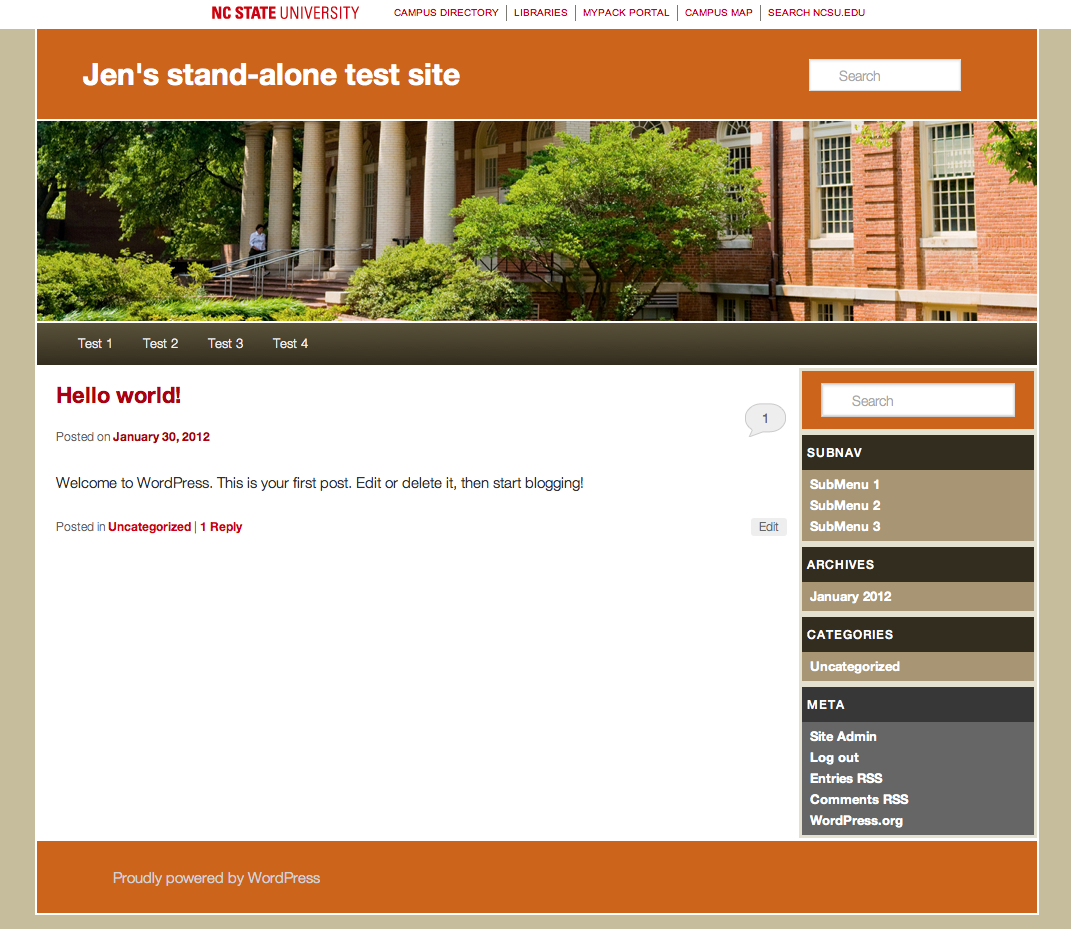 NC STATE UNIVERSITY CAMPUS DIRECTORY LIBRARIES MYPACK PORTAL CAMPUS MAP SEARCH NCSU.EDU
Jen's stand-alone test site
Search
Test 1 Test 2 Test 3 Test 4
Hello world!
1
Posted on January 30, 2012
Welcome to WordPress. This is your first post. Edit or delete it, then start blogging!
Posted in Uncategorized | 1 Reply
Edit
Search
SUBNAV
SubMenu 1
SubMenu 2
SubMenu 3
ARCHIVES
January 2012
CATEGORIES
Uncategorized
META
Site Admin
Log out
Entries RSS
Comments RSS
WordPress.org
Proudly powered by WordPress